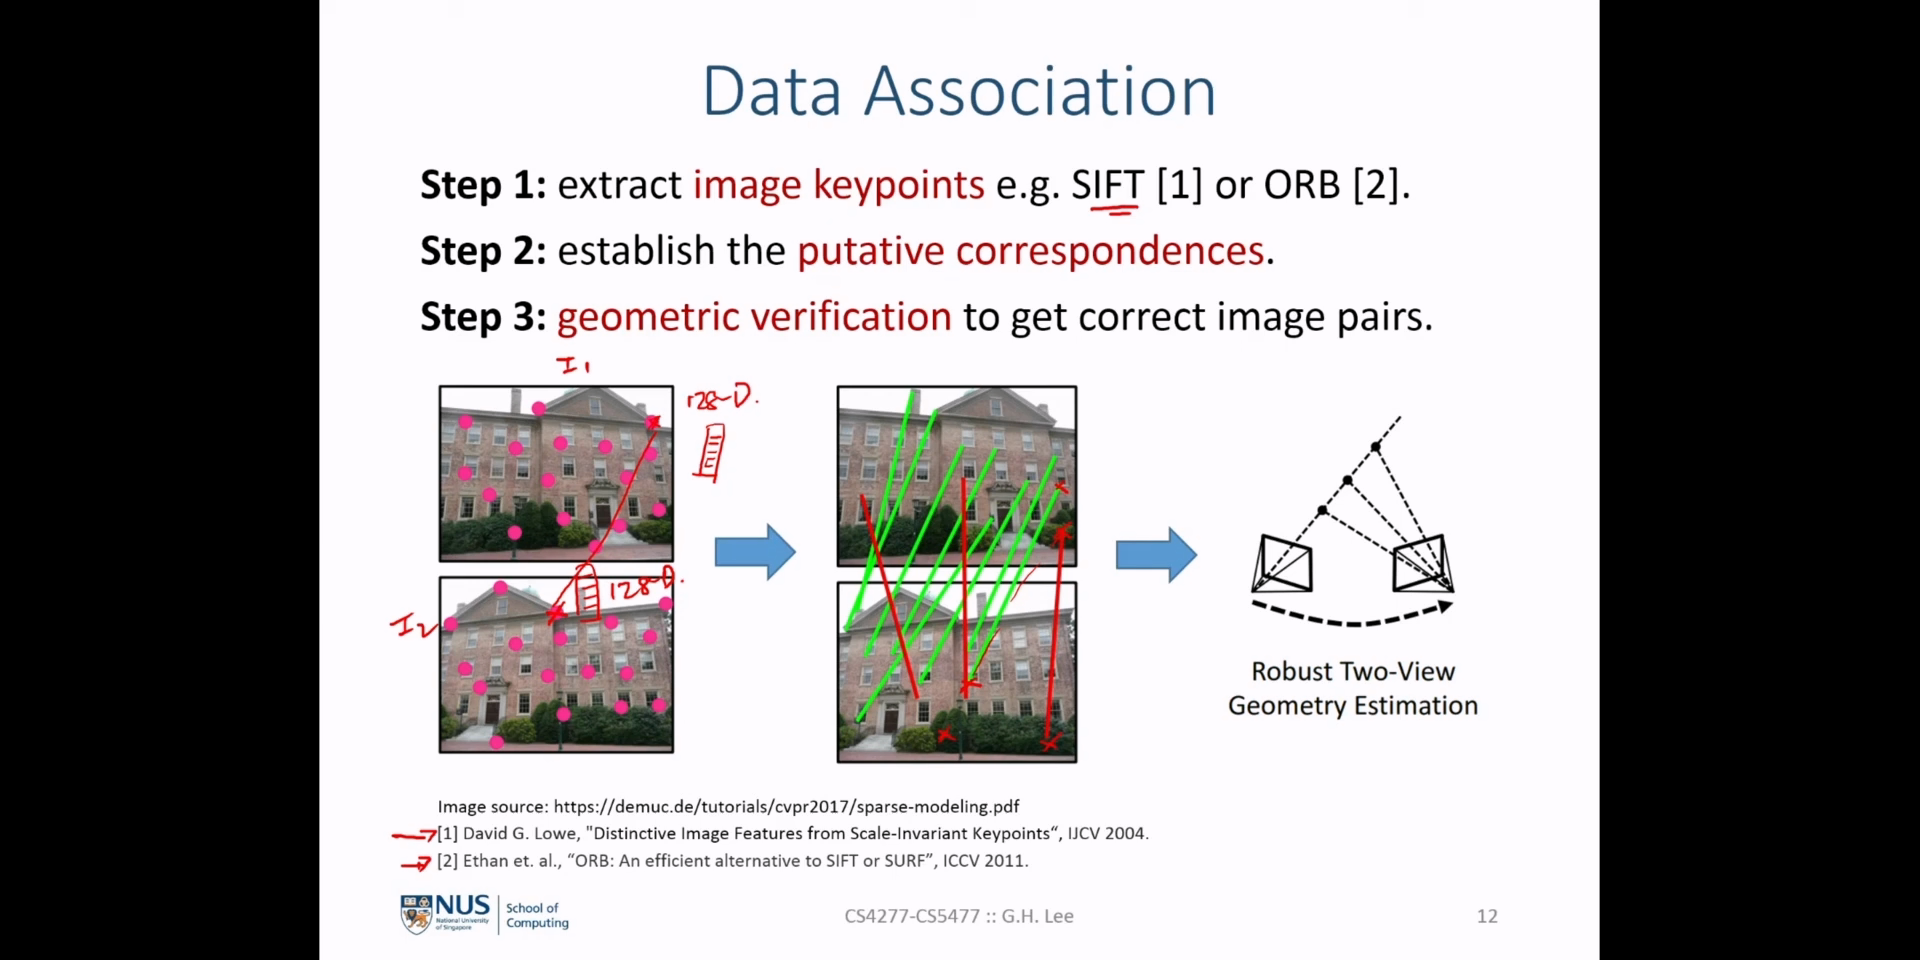 Data Association
Step 1: extract image keypoints e.g. SIFT [1] or ORB [2].
Step 2: establish the putative correspondences.
Step 3: geometric verification to get correct image pairs.
I1
128-D.
I2
128-D.
Robust Two-View
Geometry Estimation
Image source: https://demuc.de/tutorials/cvpr2017/sparse-modeling.pdf
[1] David G. Lowe, "Distinctive Image Features from Scale-Invariant Keypoints“, IJCV 2004.
[2] Ethan et. al., “ORB: An efficient alternative to SIFT or SURF”, ICCV 2011.
NUS
National University
of Singapore
School of
Computing
CS4277-CS5477 :: G.H. Lee
12